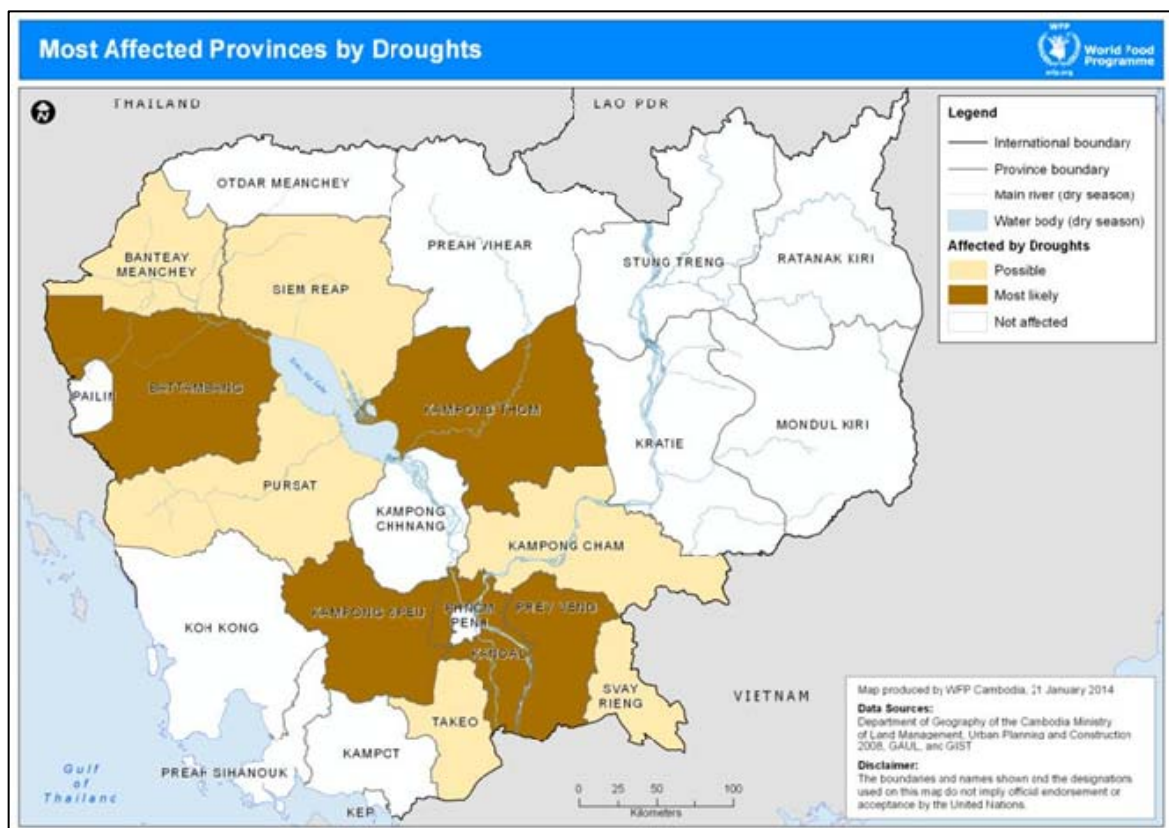 Most Affected Provinces by Droughts
WFP
wfp.org
World Food
Programme
N
THAILAND
LAO PDR
Legend
International boundary
Province boundary
Main river (dry season)
Water body (dry season)
Affected by Droughts
Possible
Most likely
Not affected
OTDAR MEANCHEY
BANTEAY
MEANCHEY
SIEM REAP
PREAH VIHEAR
STUNG TRENG
RATANAK KIRI
BATTAMBANG
PAILIN
KAMPONG THOM
KRATIE
MONDUL KIRI
PURSAT
KAMPONG
CHHNANG
KAMPONG CHAM
KOH KONG
KAMPONG SPEU
PHNOM
PENH
PREY VENG
KANDAL
SVAY
RIENG
TAKEO
KAMPOT
PREAH SIHANOUK
KEP
VIETNAM
Gulf
of
Thailand
0 50 100
Kilometers
Map produced by WFP Cambodia, 21 January 2014
Data Sources:
Department of Geography of the Cambodia Ministry
of Land Management, Urban Planning and Construction
2008, GAUL, and GIST
Disclaimer:
The boundaries and names shown and the designations
used on this map do not imply official endorsement or
acceptance by the United Nations.